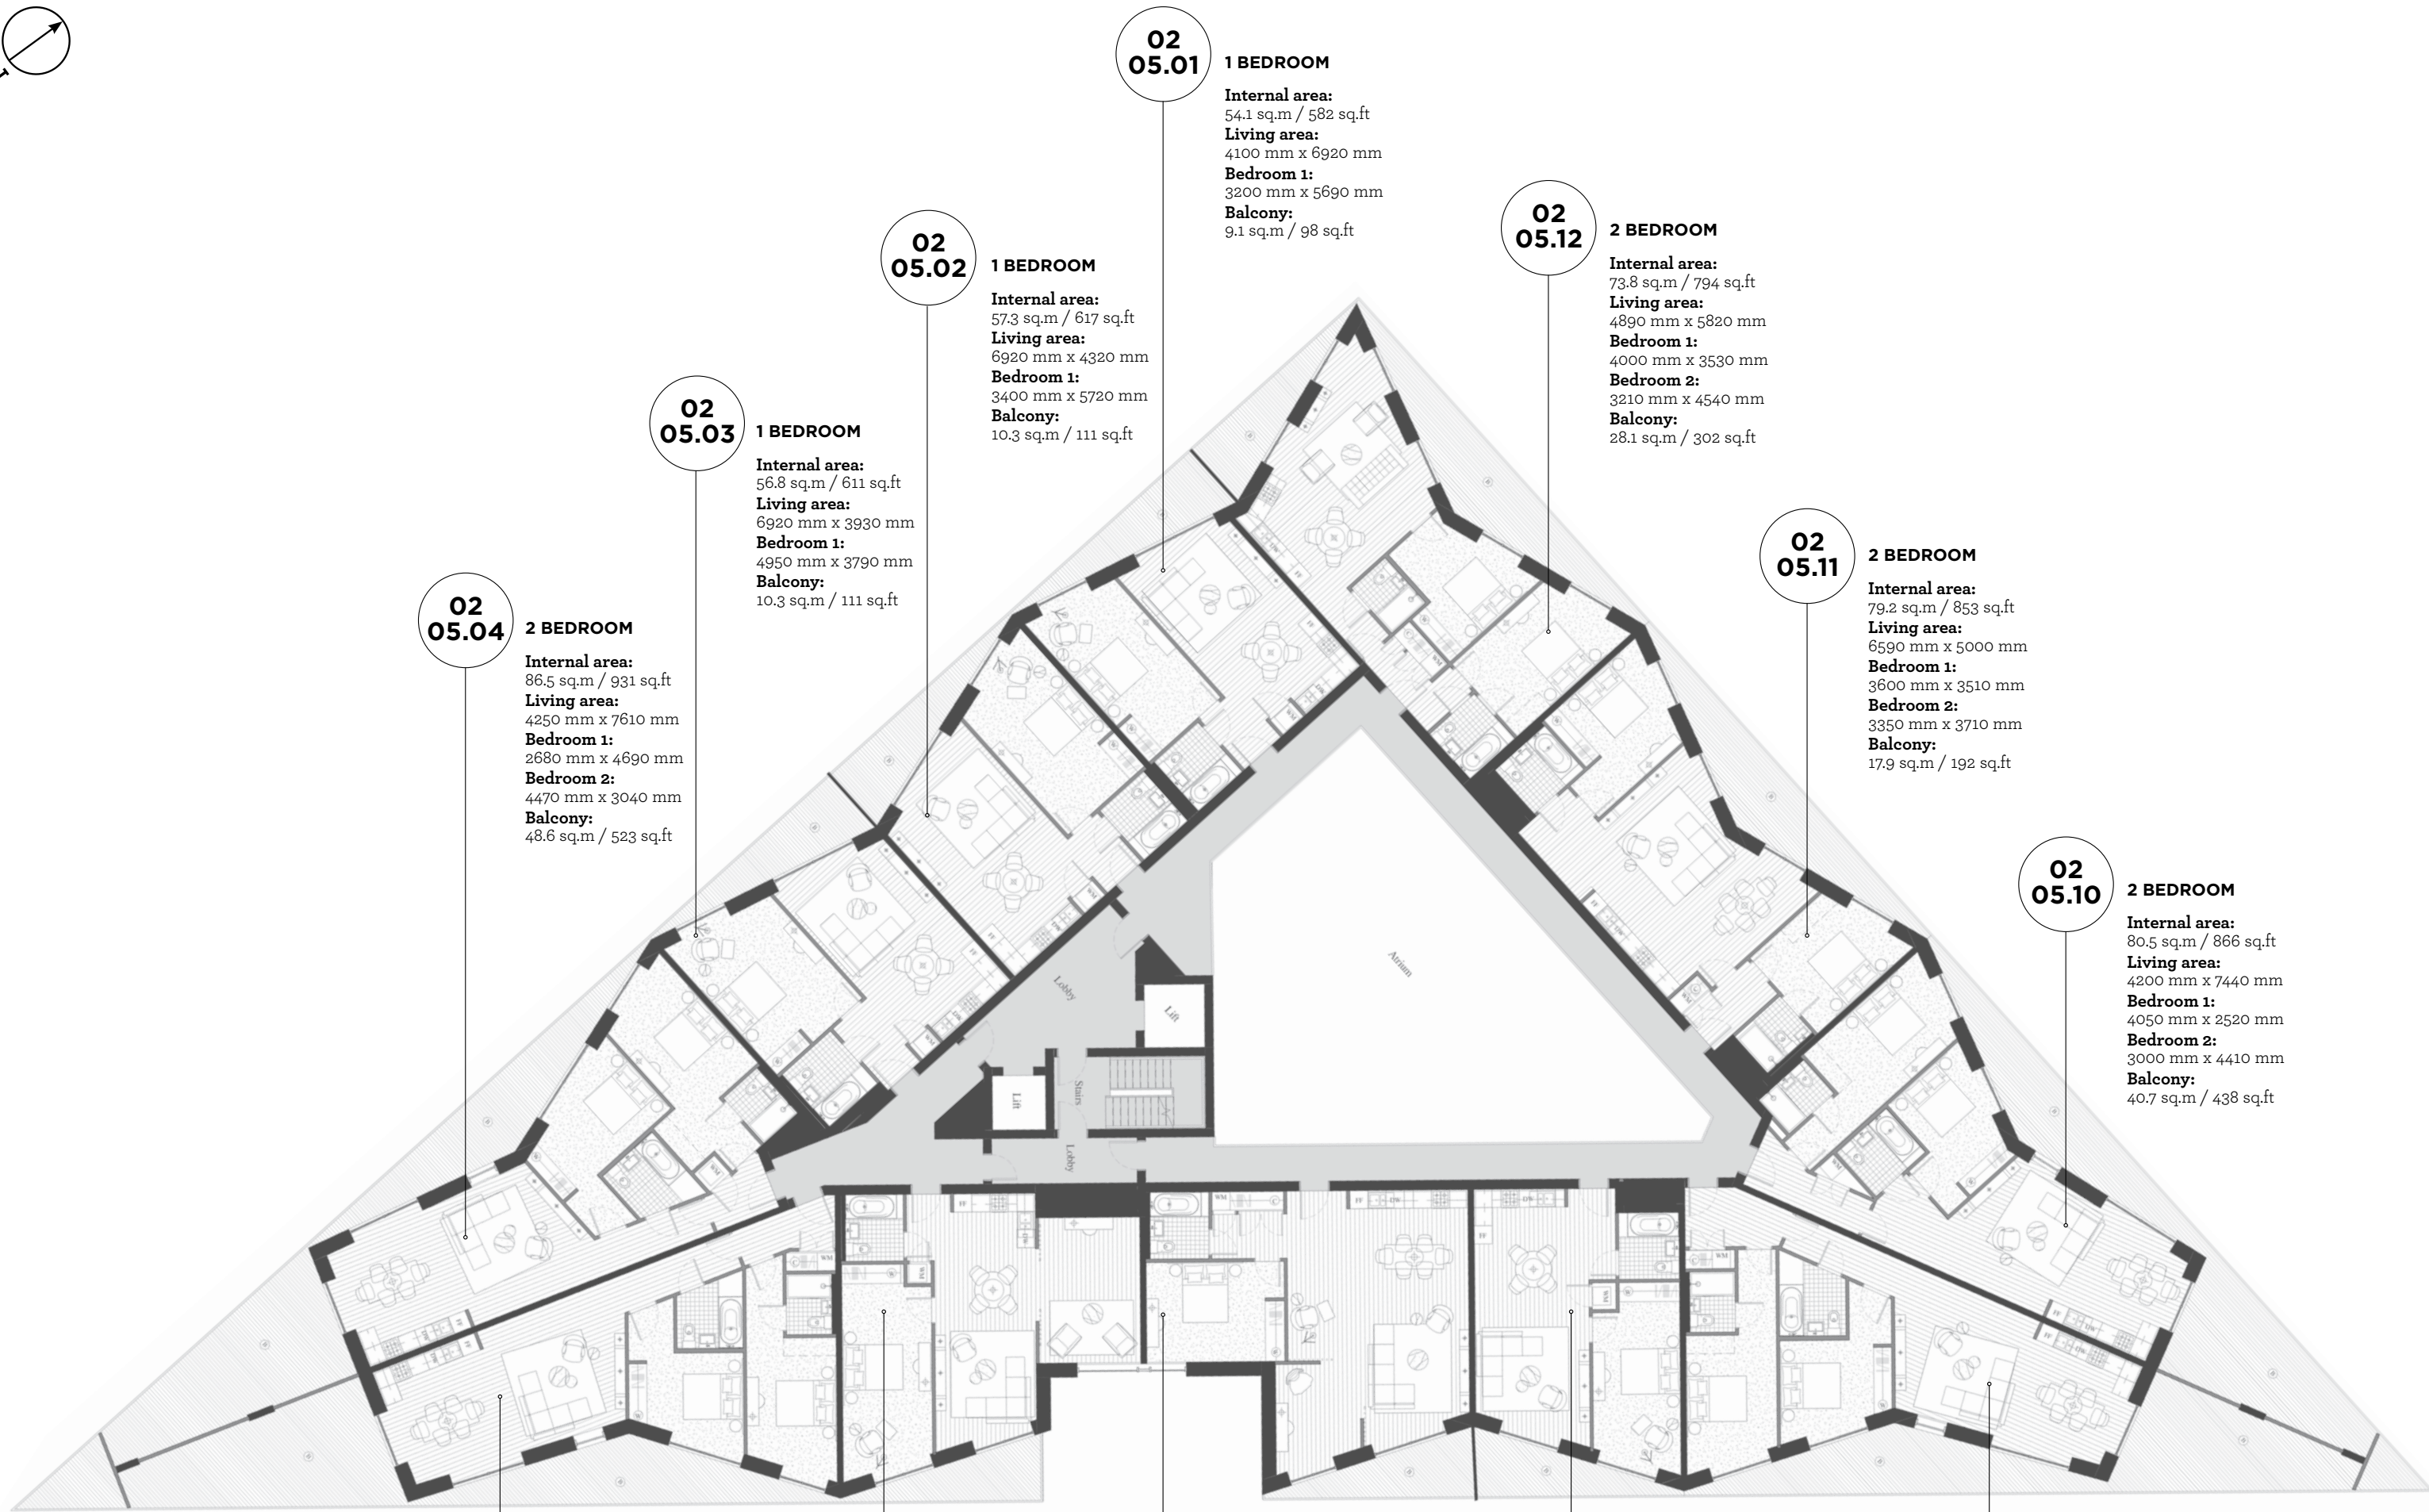 02
05.01
1 BEDROOM
Internal area:
54.1 sq.m / 582 sq.ft
Living area:
4100 mm x 6920 mm
Bedroom 1:
3200 mm x 5690 mm
Balcony:
9.1 sq.m / 98 sq.ft
02
05.12
2 BEDROOM
Internal area:
73.8 sq.m / 794 sq.ft
Living area:
4890 mm x 5820 mm
Bedroom 1:
4000 mm x 3530 mm
Bedroom 2:
3210 mm x 4540 mm
Balcony:
28.1 sq.m / 302 sq.ft
02
05.02
1 BEDROOM
Internal area:
57.3 sq.m / 617 sq.ft
Living area:
6920 mm x 4320 mm
Bedroom 1:
3400 mm x 5720 mm
Balcony:
10.3 sq.m / 111 sq.ft
02
05.03
1 BEDROOM
Internal area:
56.8 sq.m / 611 sq.ft
Living area:
6920 mm x 3930 mm
Bedroom 1:
4950 mm x 3790 mm
Balcony:
10.3 sq.m / 111 sq.ft
02
05.11
2 BEDROOM
Internal area:
79.2 sq.m / 853 sq.ft
Living area:
6590 mm x 5000 mm
Bedroom 1:
3600 mm x 3510 mm
Bedroom 2:
3350 mm x 3710 mm
Balcony:
17.9 sq.m / 192 sq.ft
02
05.04
2 BEDROOM
Internal area:
86.5 sq.m / 931 sq.ft
Living area:
4250 mm x 7610 mm
Bedroom 1:
2680 mm x 4690 mm
Bedroom 2:
4470 mm x 3040 mm
Balcony:
48.6 sq.m / 523 sq.ft
02
05.10
2 BEDROOM
Internal area:
80.5 sq.m / 866 sq.ft
Living area:
4200 mm x 7440 mm
Bedroom 1:
4050 mm x 2520 mm
Bedroom 2:
3000 mm x 4410 mm
Balcony:
40.7 sq.m / 438 sq.ft
Atrium
Lobby
Lift
Lift
Stairs
Lobby
FF
WM
FF
DW
WM
FF
DW
FF
WM
FF
DW